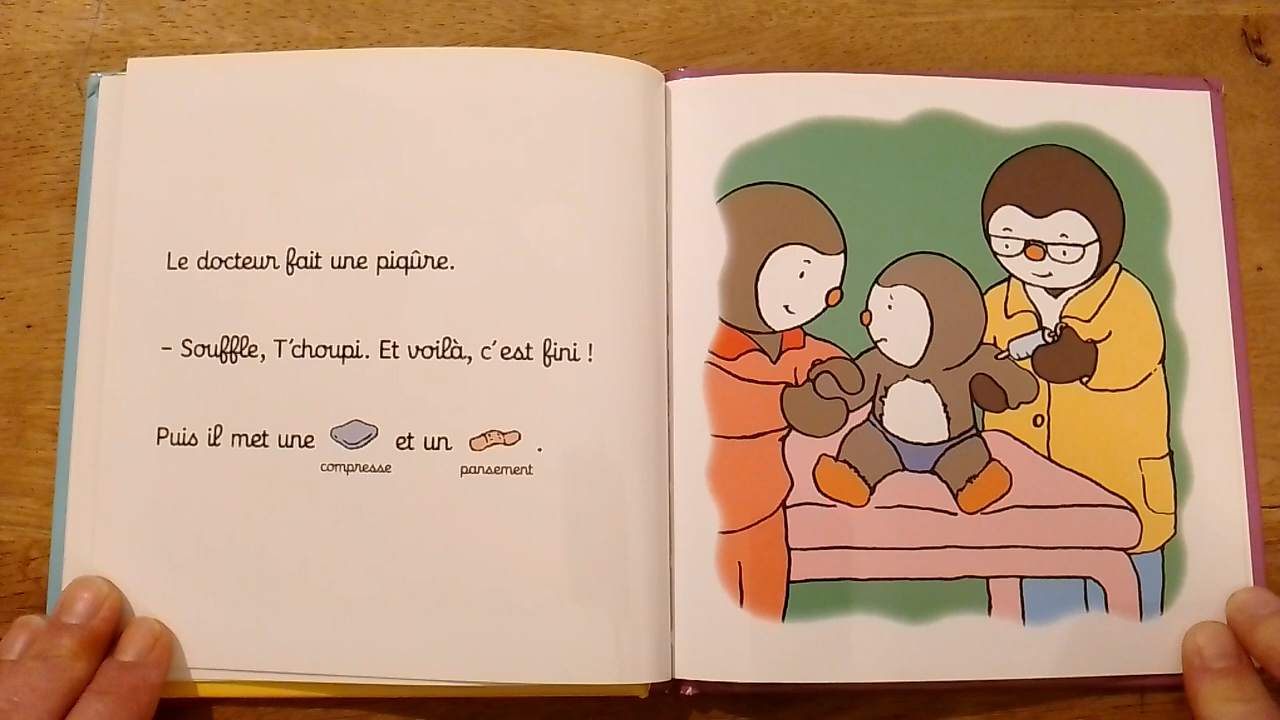 Le docteur fait une piqûre.
– Souffle, T'choupi. Et voilà, c'est fini !
Puis il met une et un .
compresse pansement